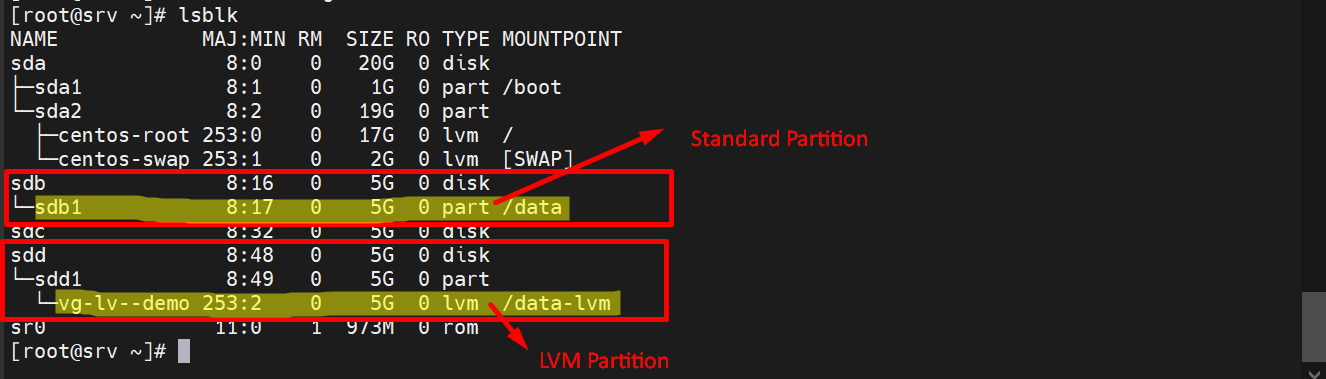 [root@srv ~]# lsblk
NAME            MAJ:MIN RM  SIZE RO TYPE MOUNTPOINT
sda               8:0    0   20G  0 disk
├─sda1            8:1    0    1G  0 part /boot
└─sda2            8:2    0   19G  0 part
  ├─centos-root 253:0    0   17G  0 lvm  /
  └─centos-swap 253:1    0    2G  0 lvm  [SWAP]
Standard Partition
sdb               8:16   0    5G  0 disk
└─sdb1            8:17   0    5G  0 part /data
sdc               8:32   0    5G  0 disk
sdd               8:48   0    5G  0 disk
└─sdd1            8:49   0    5G  0 part
  └─vg-lv--demo 253:2    0    5G  0 lvm  /data-lvm
sr0              11:0    1  973M  0 rom
[root@srv ~]#
LVM Partition